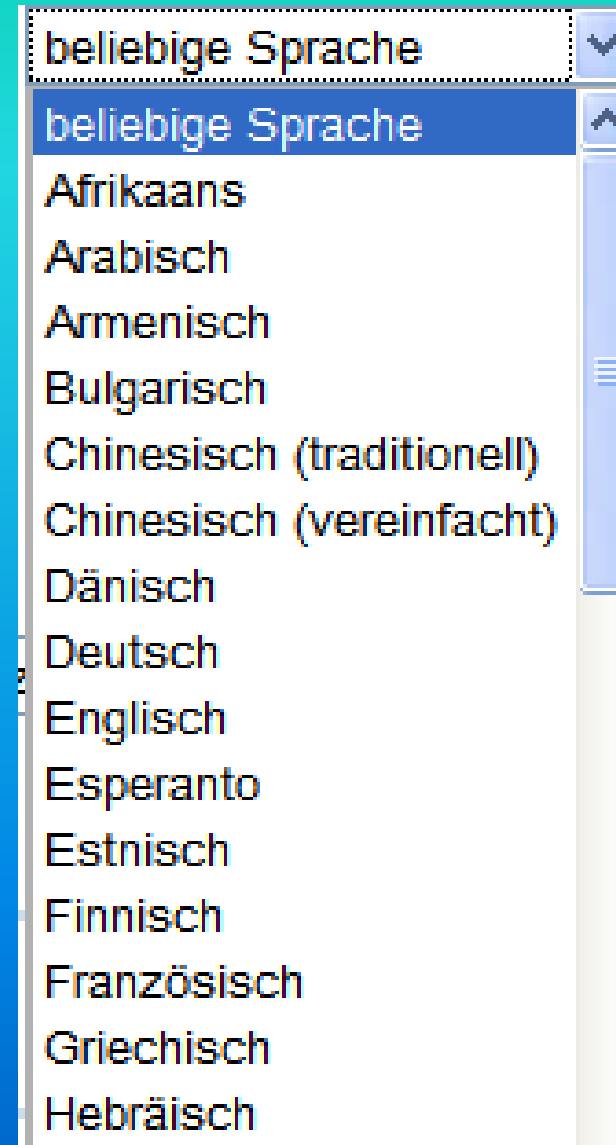 beliebige Sprache
beliebige Sprache
Afrikaans
Arabisch
Armenisch
Bulgarisch
Chinesisch (traditionell)
Chinesisch (vereinfacht)
Dänisch
Deutsch
Englisch
Esperanto
Estnisch
Finnisch
Französisch
Griechisch
Hebräisch